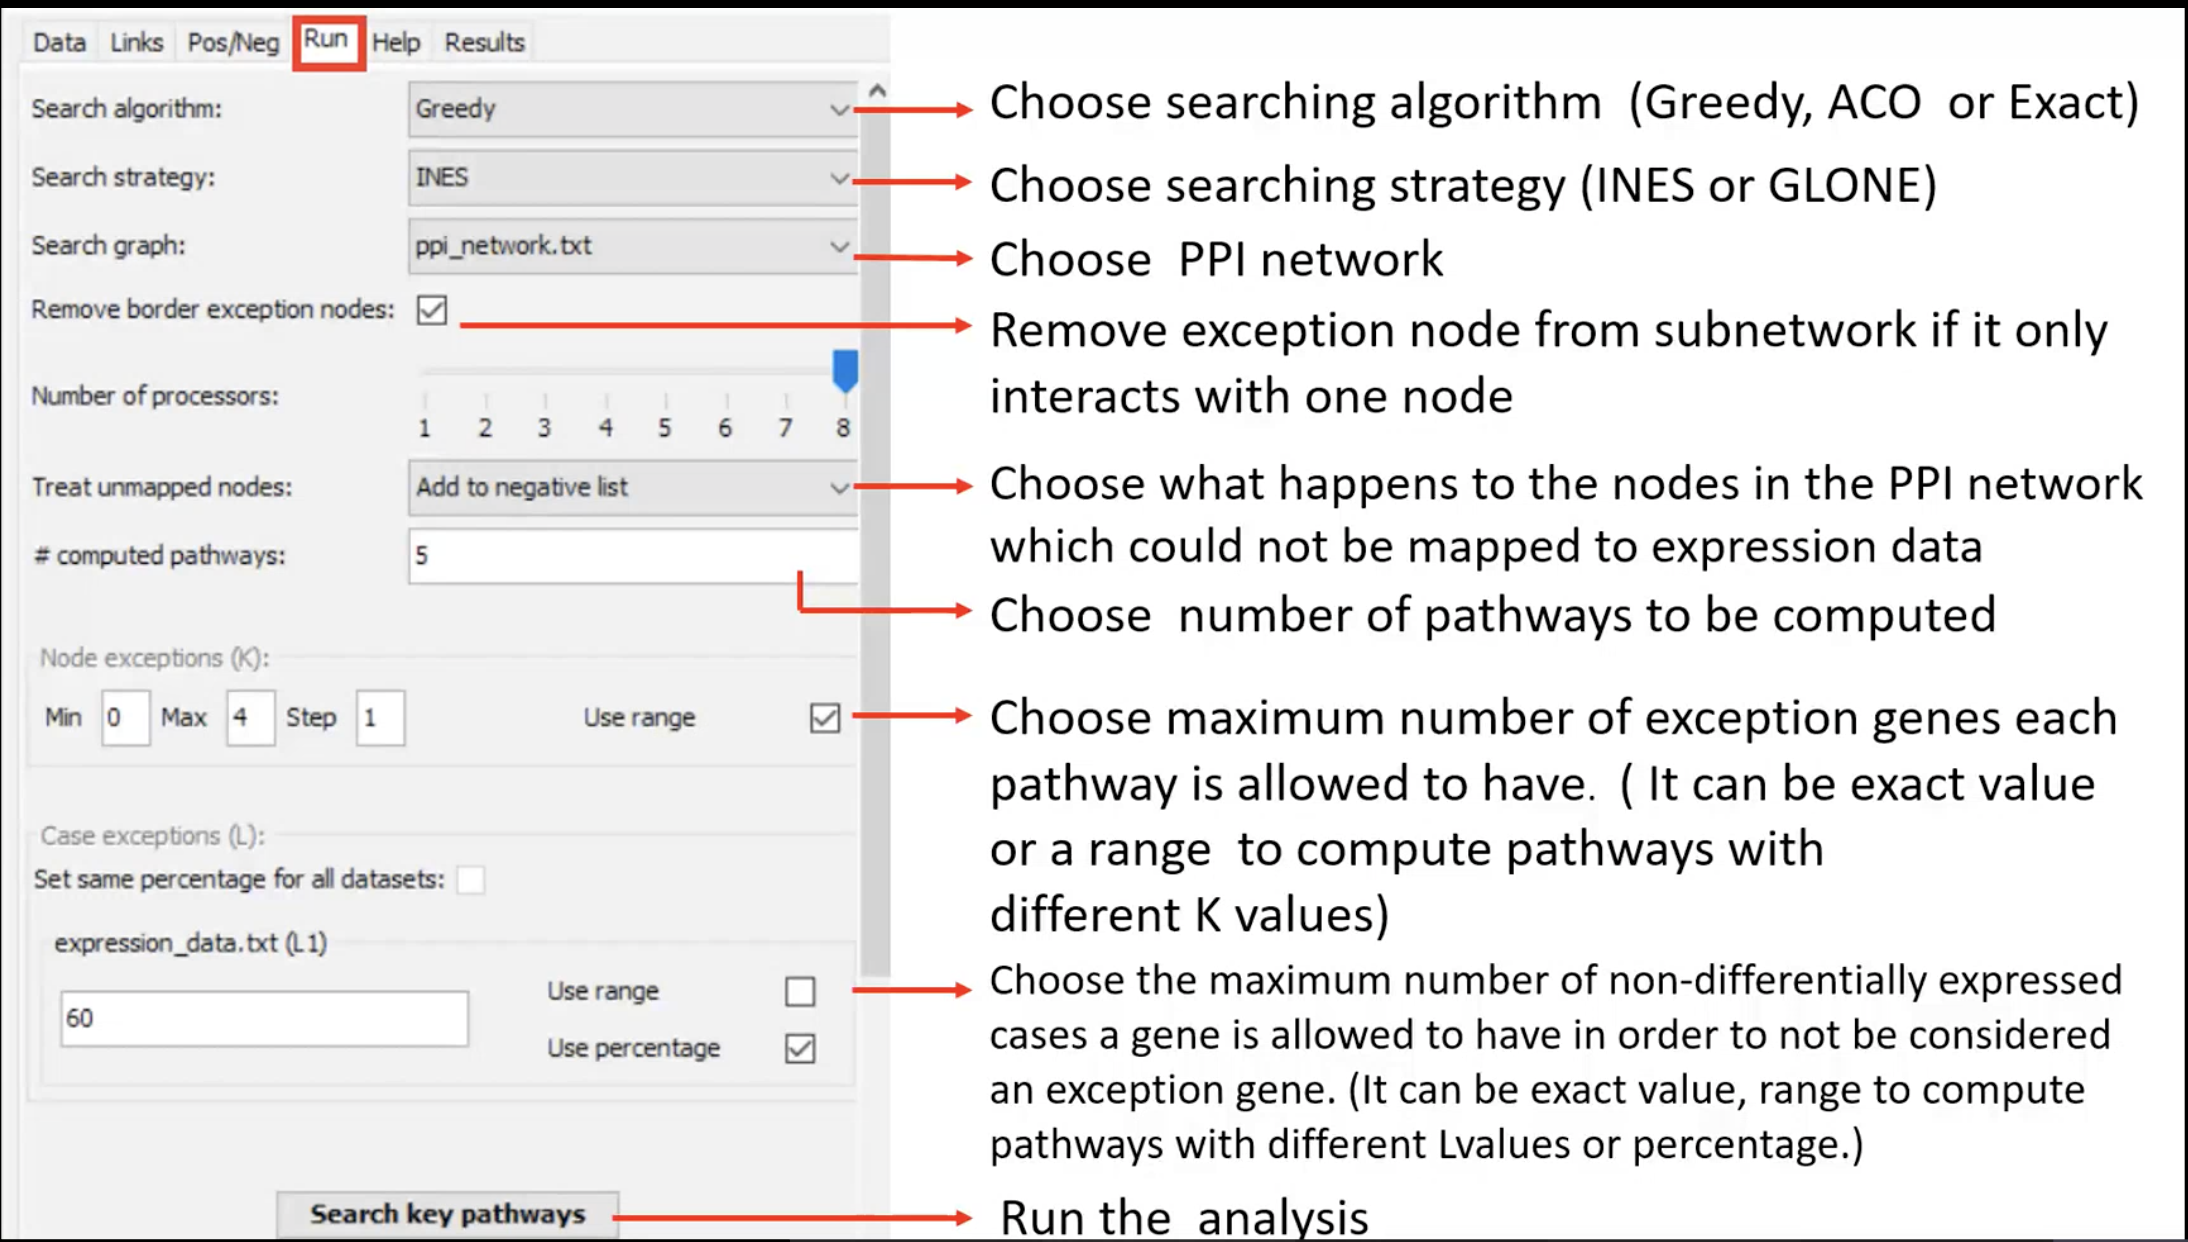 Data Links Pos/Neg Run Help Results
Search algorithm: Greedy
Choose searching algorithm (Greedy, ACO or Exact)
Search strategy: INES
Choose searching strategy (INES or GLONE)
Search graph: ppi_network.txt
Choose PPI network
Remove border exception nodes:
Remove exception node from subnetwork if it only
interacts with one node
Number of processors:
1 2 3 4 5 6 7 8
Treat unmapped nodes: Add to negative list
Choose what happens to the nodes in the PPI network
which could not be mapped to expression data
# computed pathways: 5
Choose number of pathways to be computed
Node exceptions (K):
Min 0 Max 4 Step 1 Use range
Choose maximum number of exception genes each
pathway is allowed to have. ( It can be exact value
or a range to compute pathways with
different K values)
Case exceptions (L):
Set same percentage for all datasets:
expression_data.txt (L1)
60
Use range
Use percentage
Choose the maximum number of non-differentially expressed
cases a gene is allowed to have in order to not be considered
an exception gene. (It can be exact value, range to compute
pathways with different Lvalues or percentage.)
Search key pathways
Run the analysis